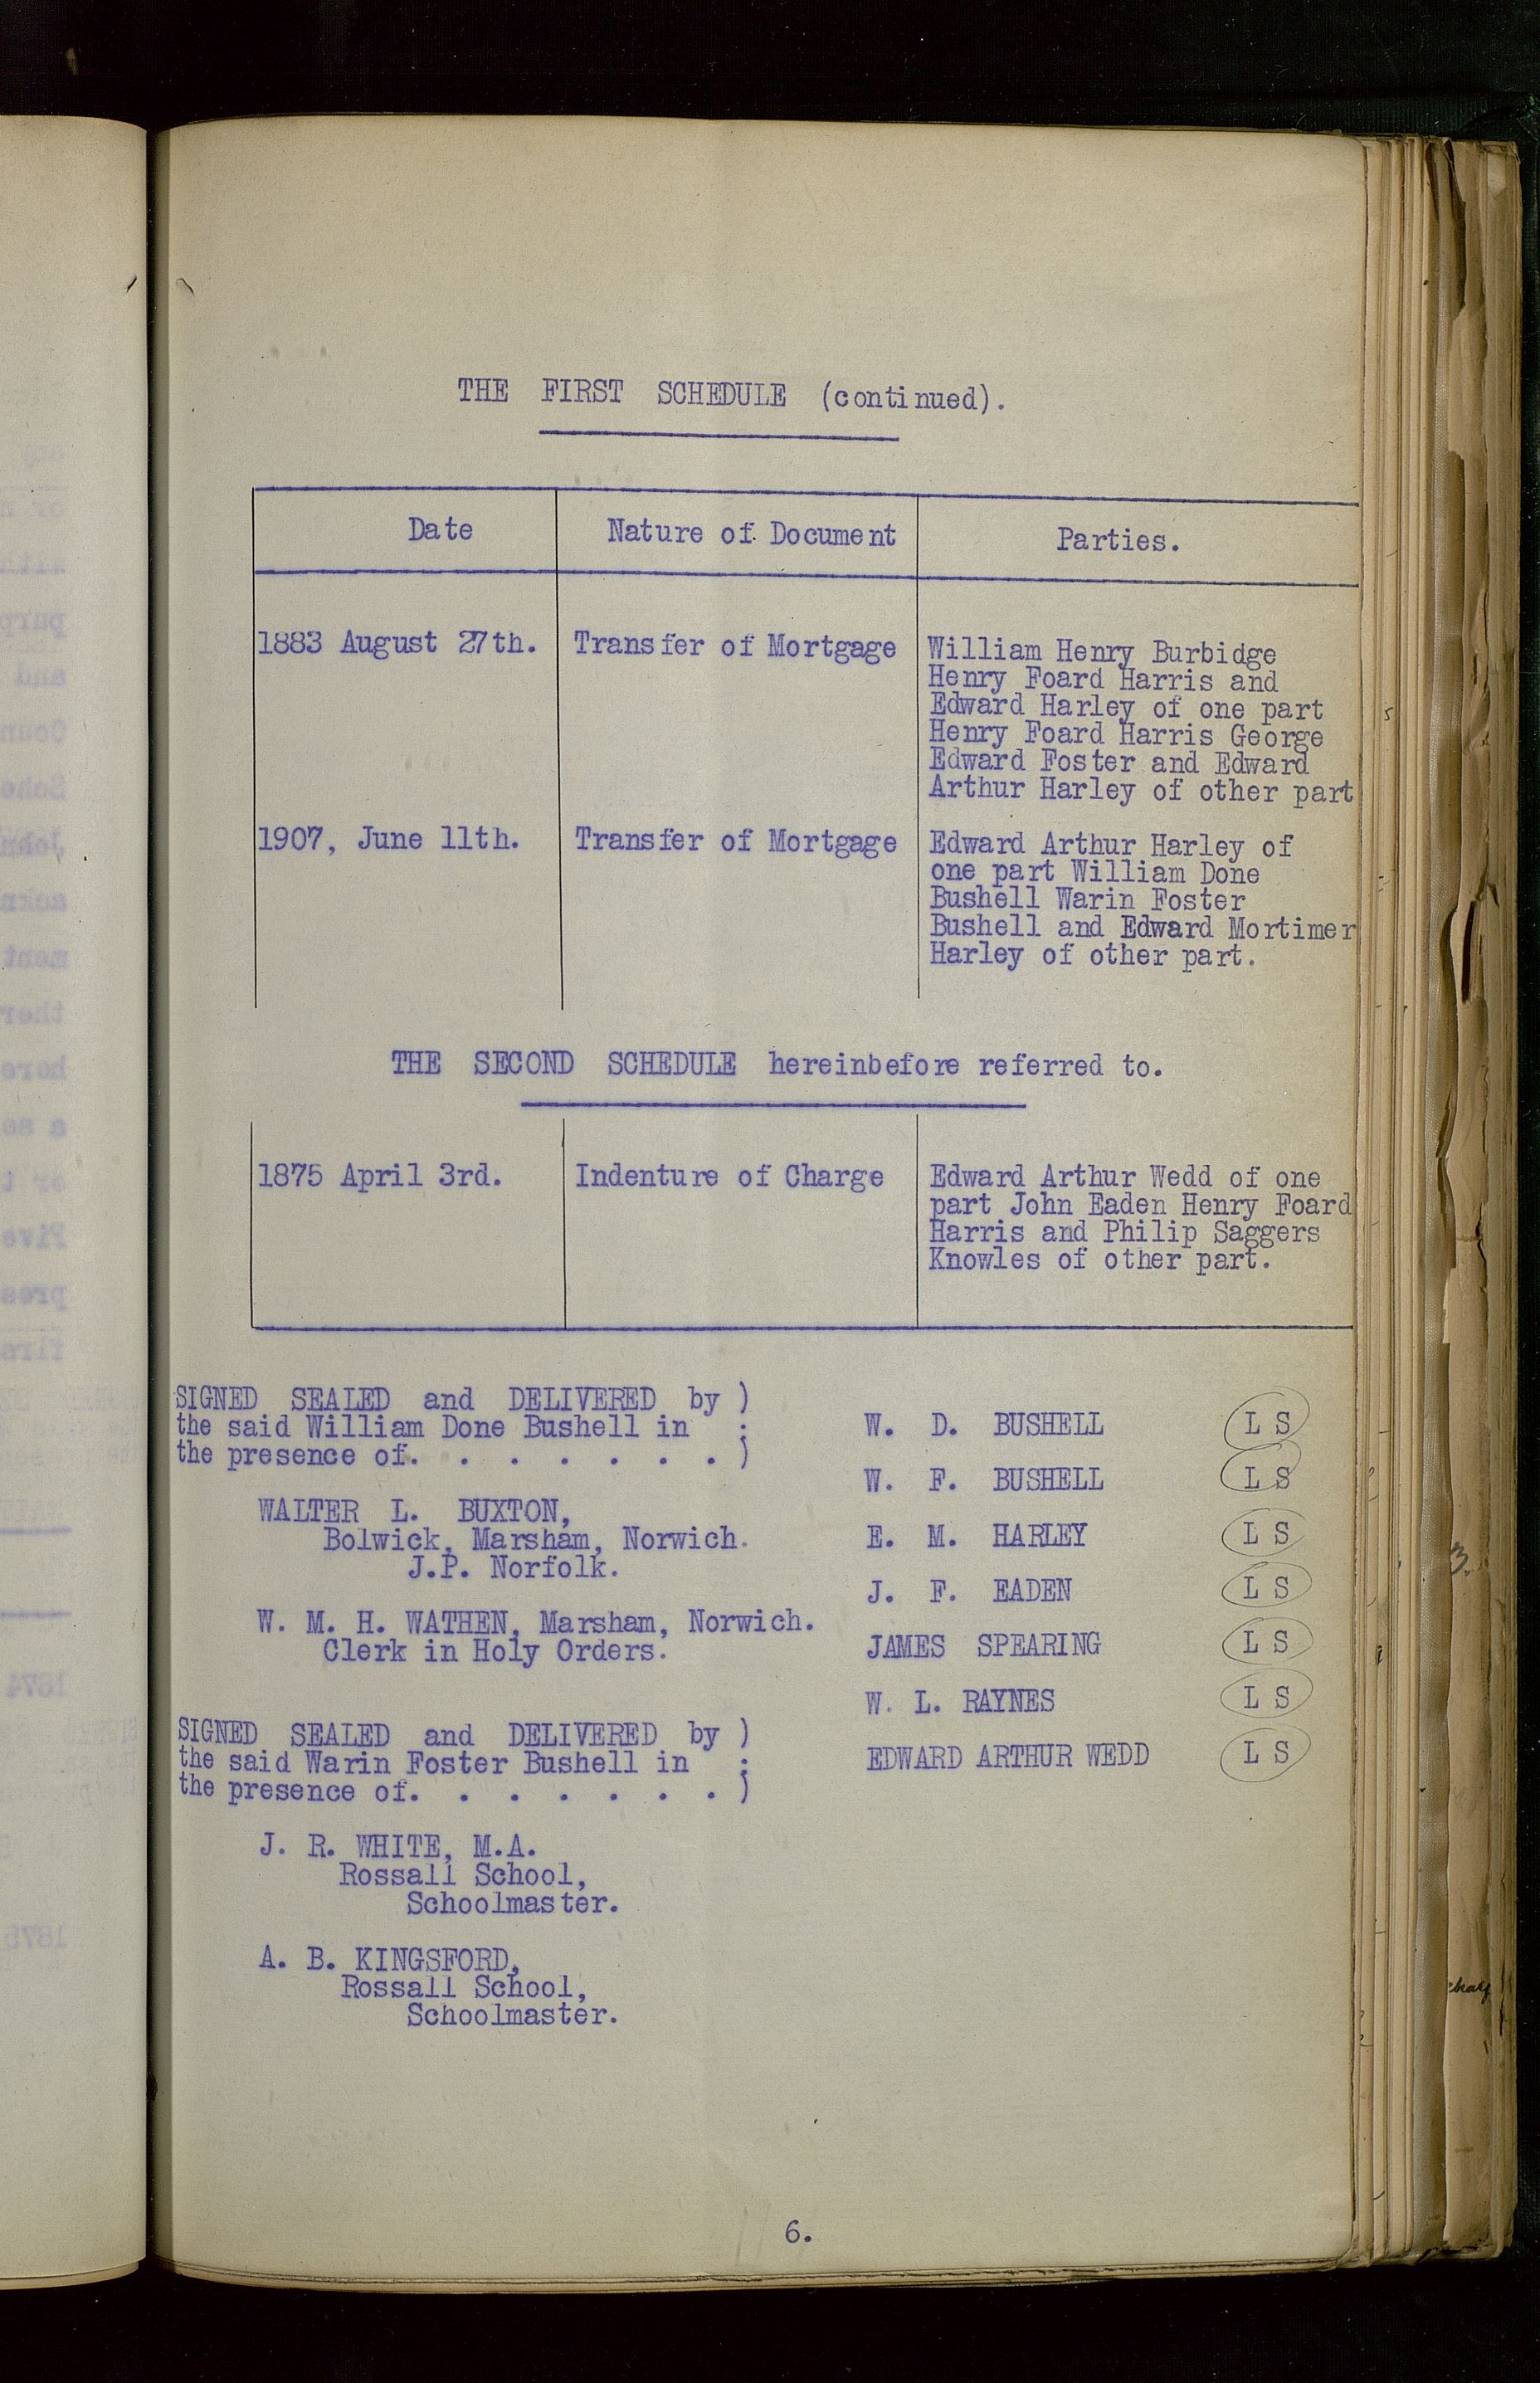 THE FIRST SCHEDULE (continued).
Date Nature of Document Parties.
1883 August 27th. Transfer of Mortgage William Henry Burbidge
Henry Foard Harris and
Edward Harley of one part
Henry Foard Harris George
Edward Foster and Edward
Arthur Harley of other part
1907, June 11th. Transfer of Mortgage Edward Arthur Harley of
one part William Done
Bushell Warin Foster
Bushell and Edward Mortimer
Harley of other part.
THE SECOND SCHEDULE hereinbefore referred to.
1875 April 3rd. Indenture of Charge Edward Arthur Wedd of one
part John Eaden Henry Foard
Harris and Philip Saggers
Knowles of other part.
SIGNED SEALED and DELIVERED by )
the said William Done Bushell in :
the presence of. . . . . . . )
WALTER L. BUXTON,
Bolwick, Marsham, Norwich.
J.P. Norfolk.
W. M. H. WATHEN, Marsham, Norwich.
Clerk in Holy Orders.
SIGNED SEALED and DELIVERED by )
the said Warin Foster Bushell in :
the presence of. . . . . . . )
J. R. WHITE, M.A.
Rossall School,
Schoolmaster.
A. B. KINGSFORD,
Rossall School,
Schoolmaster.
W. D. BUSHELL L S
W. F. BUSHELL L S
E. M. HARLEY L S
J. F. EADEN L S
JAMES SPEARING L S
W. L. RAYNES L S
EDWARD ARTHUR WEDD L S
6.